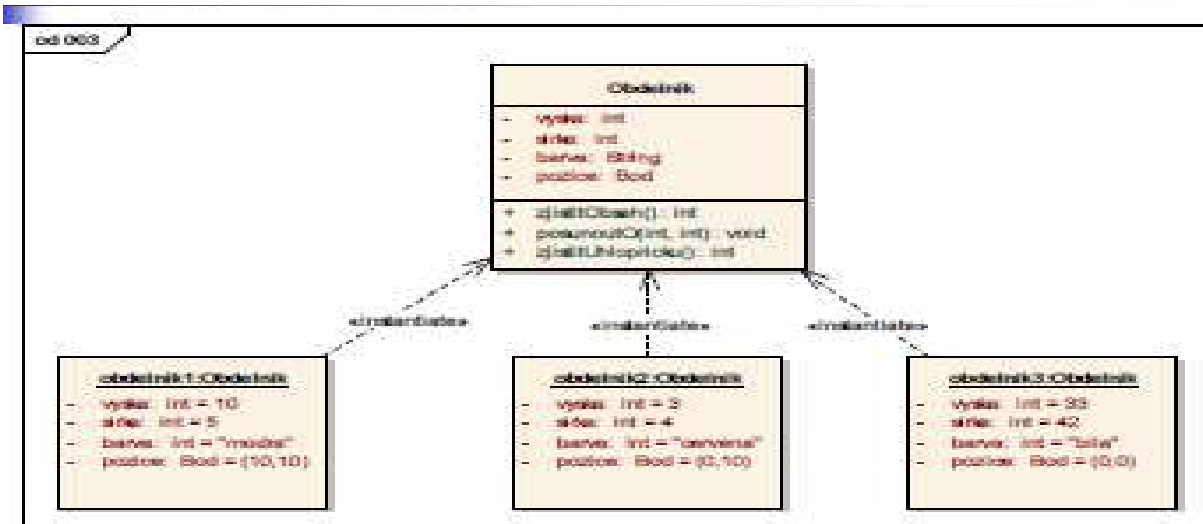 od 003
Obdelnik
- vyska: int
- sirka: int
- barva: String
- pozice: Bod
+ zjistitObsah(): int
+ posunoutO(int, int): void
+ zjistitUhlopricku(): int
«instantiate» «instantiate» «instantiate»
obdelnik1:Obdelnik
- vyska: int = 10
- sirka: int = 5
- barva: int = "modra"
- pozice: Bod = (10,10)
obdelnik2:Obdelnik
- vyska: int = 3
- sirka: int = 4
- barva: int = "cervena"
- pozice: Bod = (0,10)
obdelnik3:Obdelnik
- vyska: int = 33
- sirka: int = 42
- barva: int = "bila"
- pozice: Bod = (0,0)